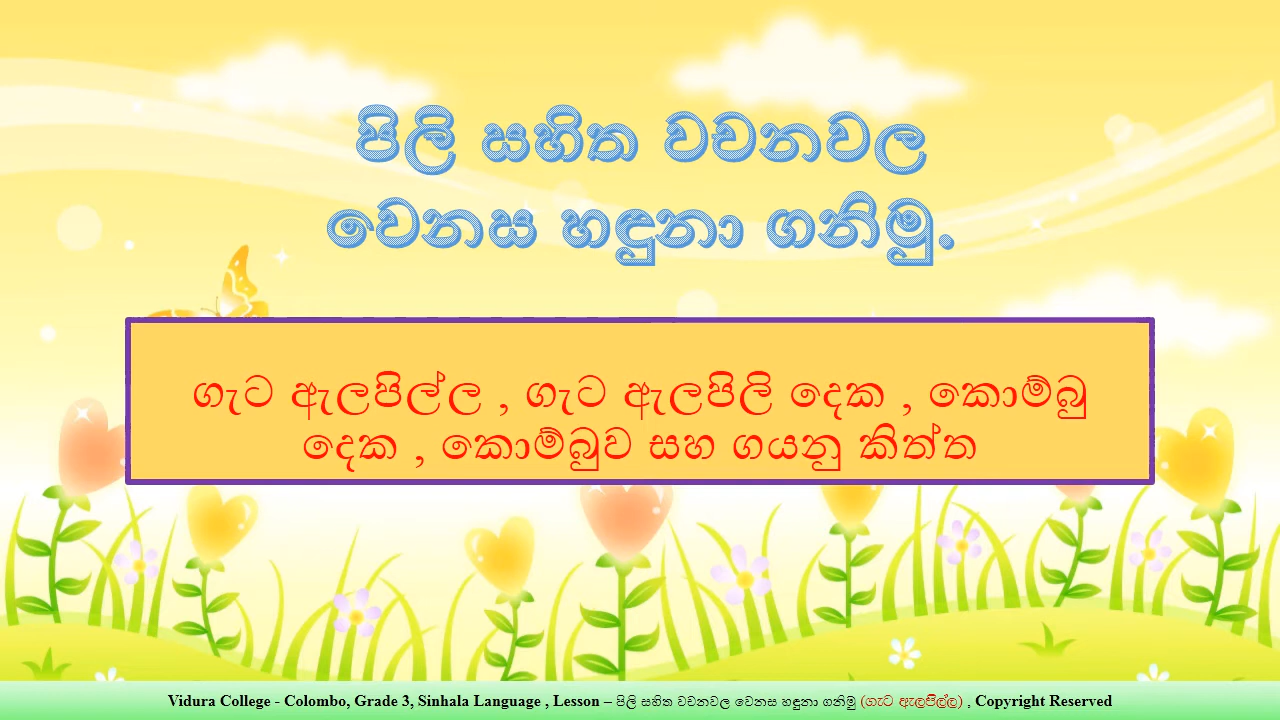 පිලි සහිත වචනවල
වෙනස හඳුනා ගනිමු.
ගැට ඇලපිල්ල , ගැට ඇලපිලි දෙක , කොම්බු
දෙක , කොම්බුව සහ ගයනු කිත්ත
Vidura College - Colombo, Grade 3, Sinhala Language , Lesson – පිලි සහිත වචනවල වෙනස හඳුනා ගනිමු (ගැට ඇලපිල්ල) , Copyright Reserved